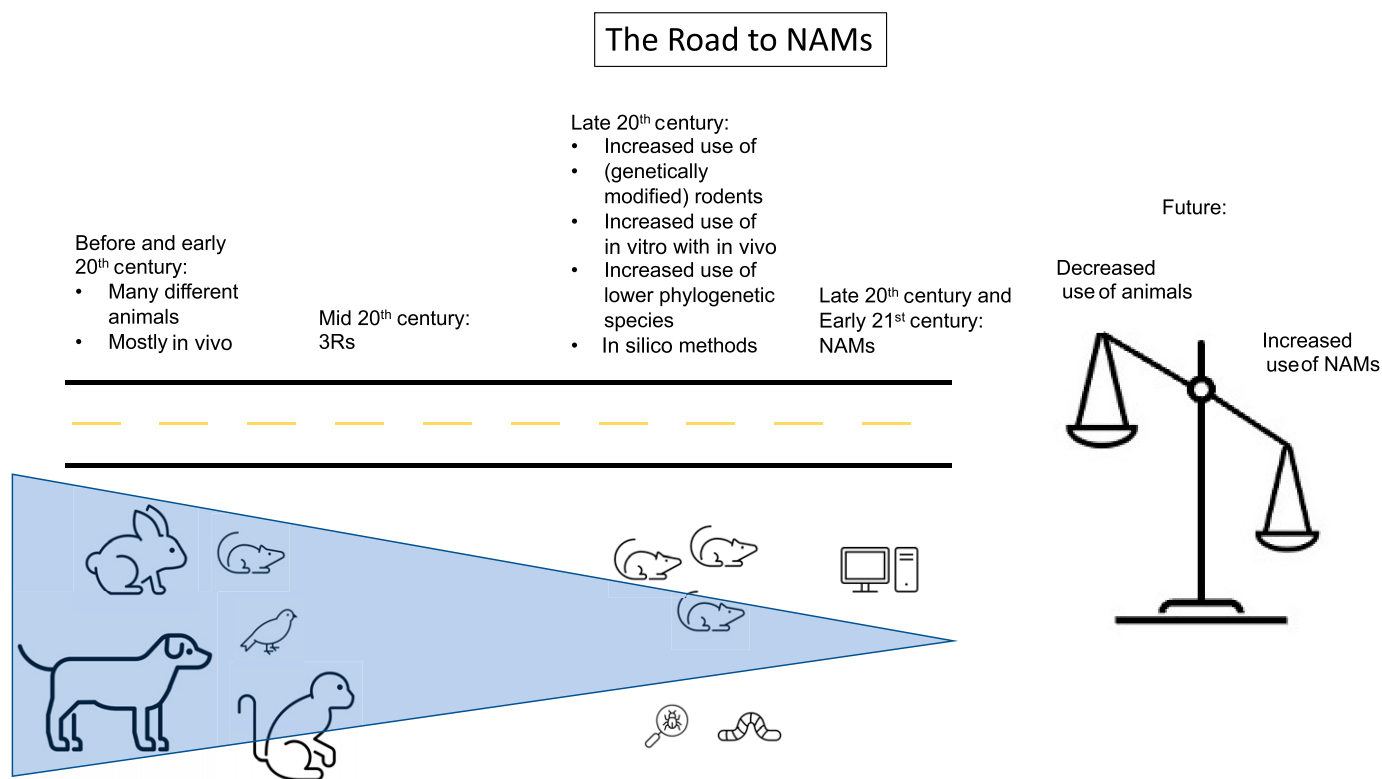 The Road to NAMs
Before and early
20th century:
• Many different
animals
• Mostly in vivo
Mid 20th century:
3Rs
Late 20th century:
• Increased use of
• (genetically
modified) rodents
• Increased use of
in vitro with in vivo
• Increased use of
lower phylogenetic
species
• In silico methods
Late 20th century and
Early 21st century:
NAMs
Future:
Decreased
use of animals
Increased
use of NAMs